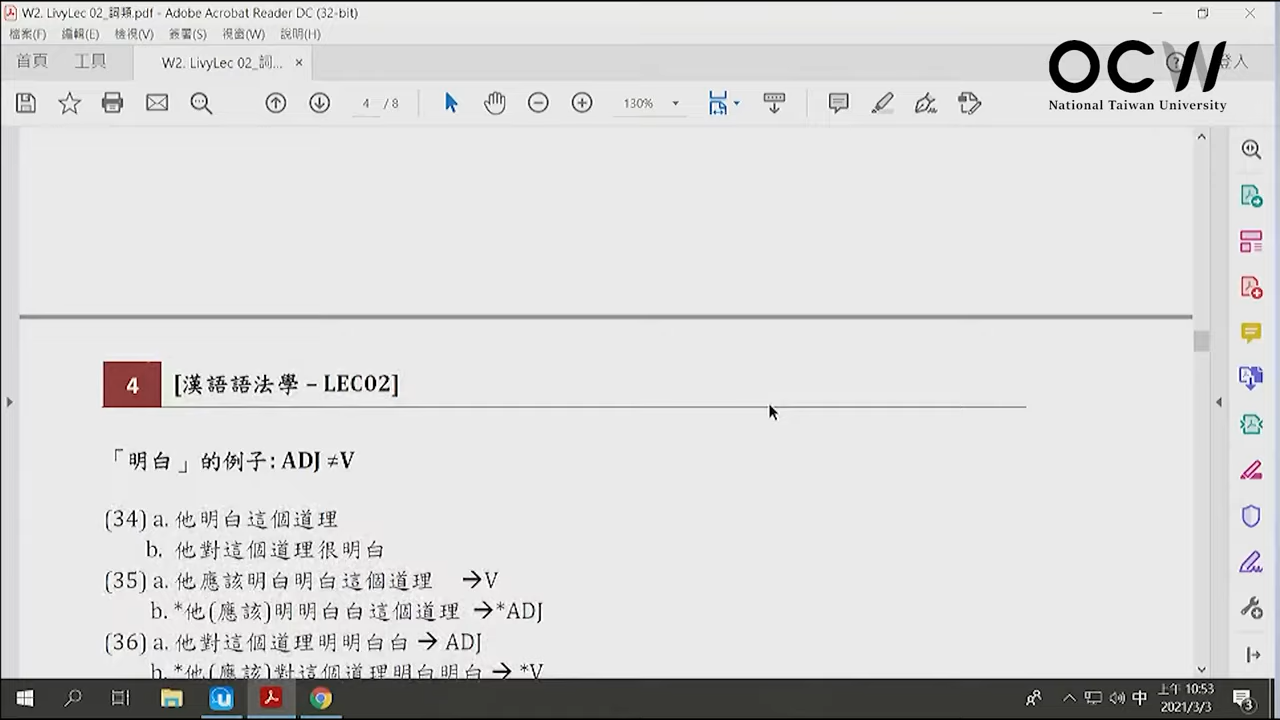 W2. LivyLec 02_詞類.pdf - Adobe Acrobat Reader DC (32-bit)
檔案(F) 編輯(E) 檢視(V) 簽署(S) 視窗(W) 說明(H)
首頁 工具 W2. LivyLec 02_詞... × 登入
OCW
National Taiwan University
4 / 8 130%
4 [漢語語法學 – LEC02]
「明白」的例子: ADJ ≠V
(34) a. 他明白這個道理
b. 他對這個道理很明白
(35) a. 他應該明白明白這個道理 →V
b. *他(應該)明明白白這個道理 →*ADJ
(36) a. 他對這個道理明明白白→ ADJ
b. *他(應該)對這個道理明白明白→ *V
中 上午 10:53
2021/3/3
3